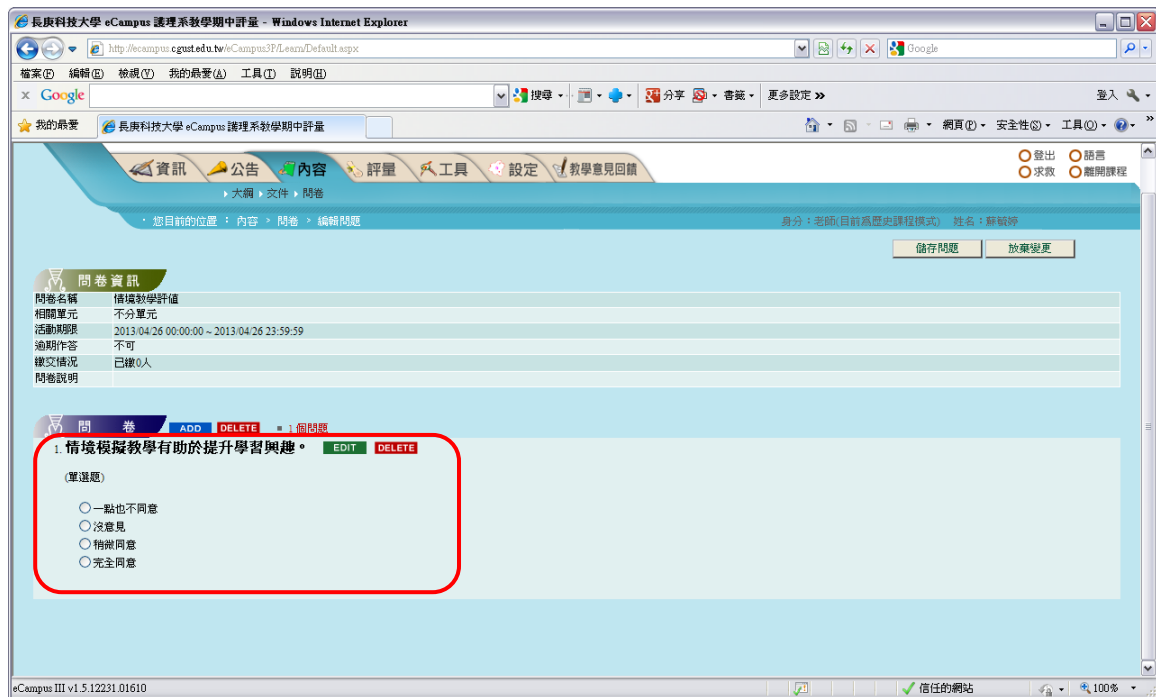 長庚科技大學 eCampus 護理系教學期中評量 - Windows Internet Explorer
http://ecampus.cgust.edu.tw/eCampus3P/Learn/Default.aspx Google
檔案(F) 編輯(E) 檢視(V) 我的最愛(A) 工具(T) 說明(H)
x Google 搜尋 分享 書籤 更多設定 » 登入
我的最愛 長庚科技大學 eCampus 護理系教學期中評量 網頁(P) 安全性(S) 工具(O) »
資訊 公告 內容 評量 工具 設定 教學意見回饋 登出 語言
求救 離開課程
大綱 文件 問卷
· 您目前的位置 : 內容 > 問卷 > 編輯問題 身分:老師(目前為歷史課程模式) 姓名:蘇毓婷
儲存問題 放棄變更
問卷資訊
問卷名稱 情境教學評值
相關單元 不分單元
活動期限 2013/04/26 00:00:00 ~ 2013/04/26 23:59:59
逾期作答 不可
繳交情況 已繳0人
問卷說明
問 卷 ADD DELETE 1 個問題
1. 情境模擬教學有助於提升學習興趣。 EDIT DELETE
(單選題)
一點也不同意
沒意見
稍微同意
完全同意
eCampus III v1.5.12231.01610 信任的網站 100%